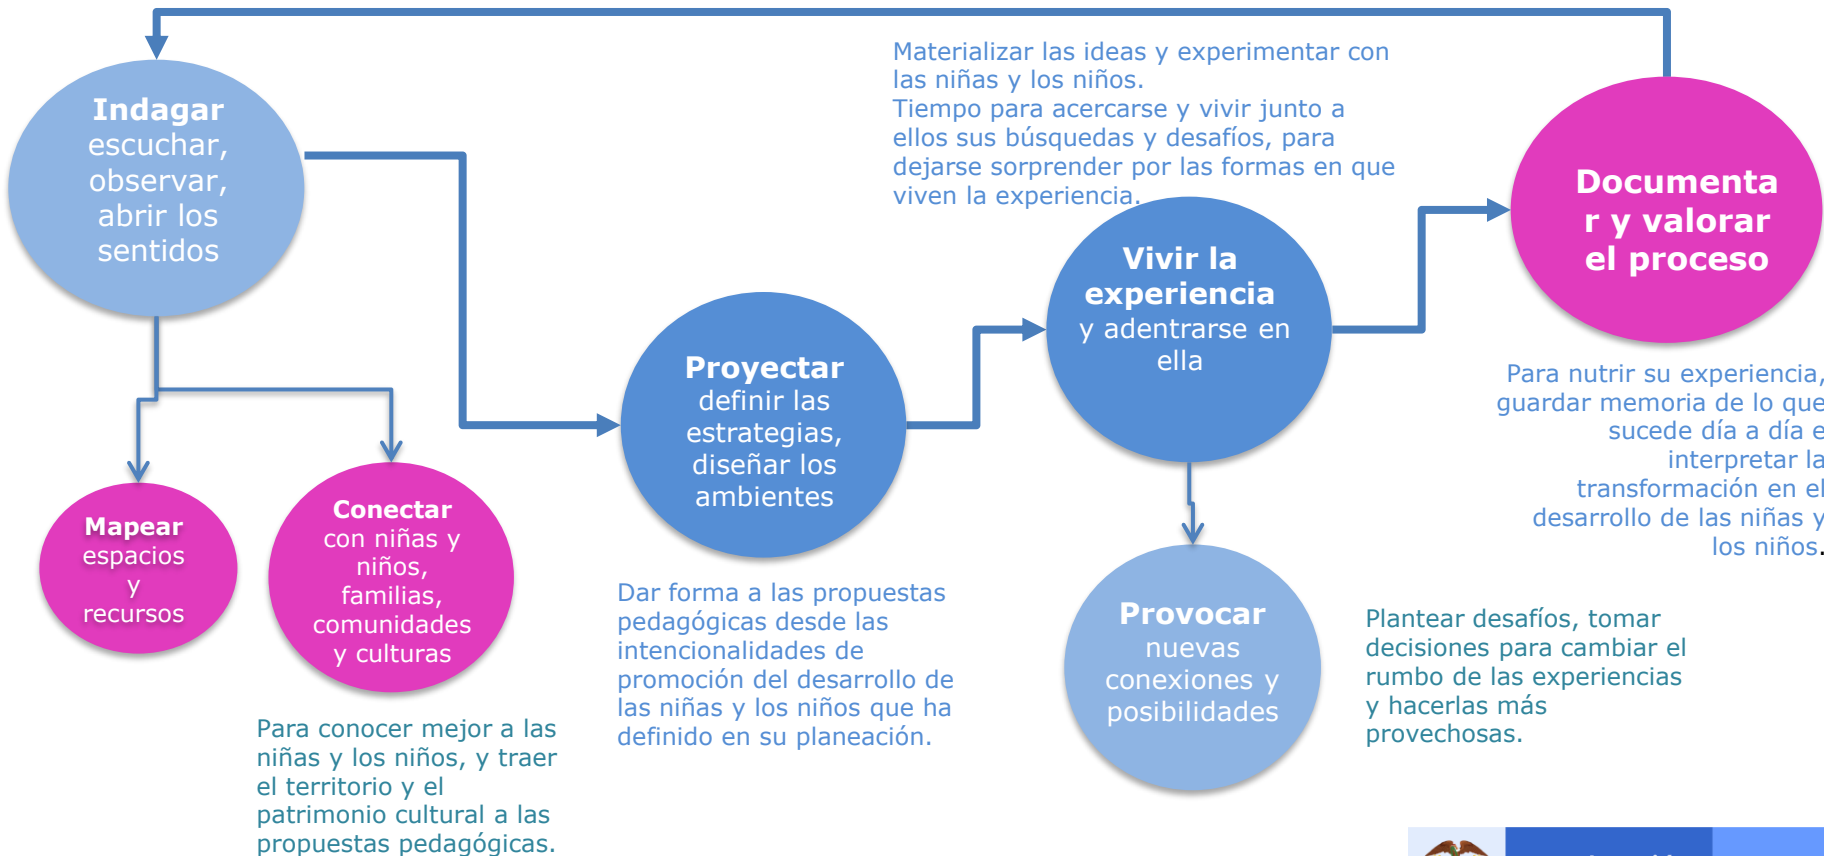 Indagar
escuchar,
observar,
abrir los
sentidos
Materializar las ideas y experimentar con
las niñas y los niños.
Tiempo para acercarse y vivir junto a
ellos sus búsquedas y desafíos, para
dejarse sorprender por las formas en que
viven la experiencia.
Documenta
r y valorar
el proceso
Vivir la
experiencia
y adentrarse en
ella
Proyectar
definir las
estrategias,
diseñar los
ambientes
Para nutrir su experiencia,
guardar memoria de lo que
sucede día a día e
interpretar la
transformación en el
desarrollo de las niñas y
los niños.
Mapear
espacios
y
recursos
Conectar
con niñas y
niños,
familias,
comunidades
y culturas
Dar forma a las propuestas
pedagógicas desde las
intencionalidades de
promoción del desarrollo de
las niñas y los niños que ha
definido en su planeación.
Provocar
nuevas
conexiones y
posibilidades
Plantear desafíos, tomar
decisiones para cambiar el
rumbo de las experiencias
y hacerlas más
provechosas.
Para conocer mejor a las
niñas y los niños, y traer
el territorio y el
patrimonio cultural a las
propuestas pedagógicas.